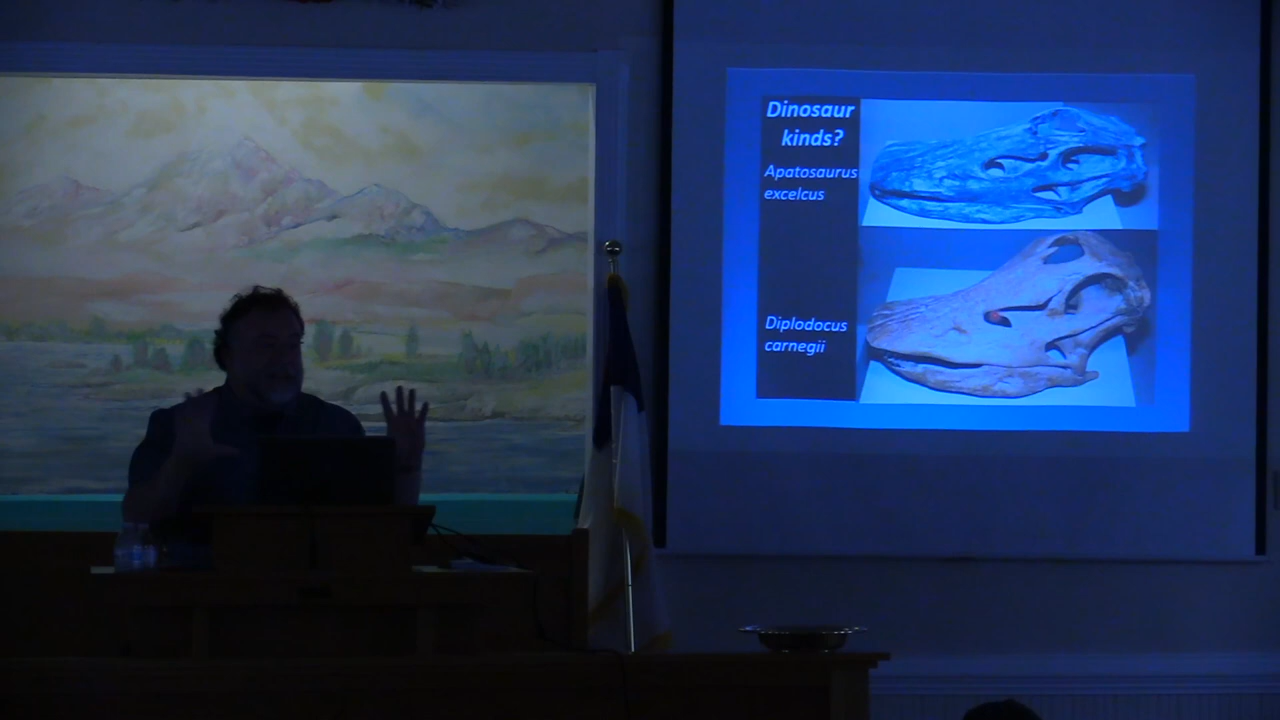 Dinosaur
kinds?
Apatosaurus
excelcus
Diplodocus
carnegii